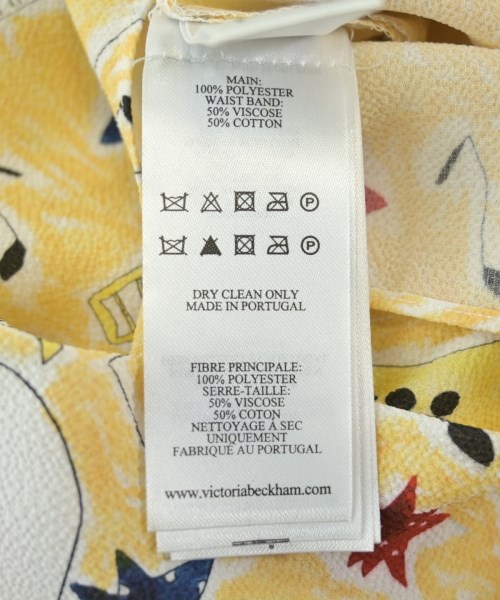 MAIN:
100% POLYESTER
WAIST BAND:
50% VISCOSE
50% COTTON
P
P
DRY CLEAN ONLY
MADE IN PORTUGAL
FIBRE PRINCIPALE:
100% POLYESTER
SERRE-TAILLE:
50% VISCOSE
50% COTON
NETTOYAGE À SEC
UNIQUEMENT
FABRIQUÉ AU PORTUGAL
www.victoriabeckham.com